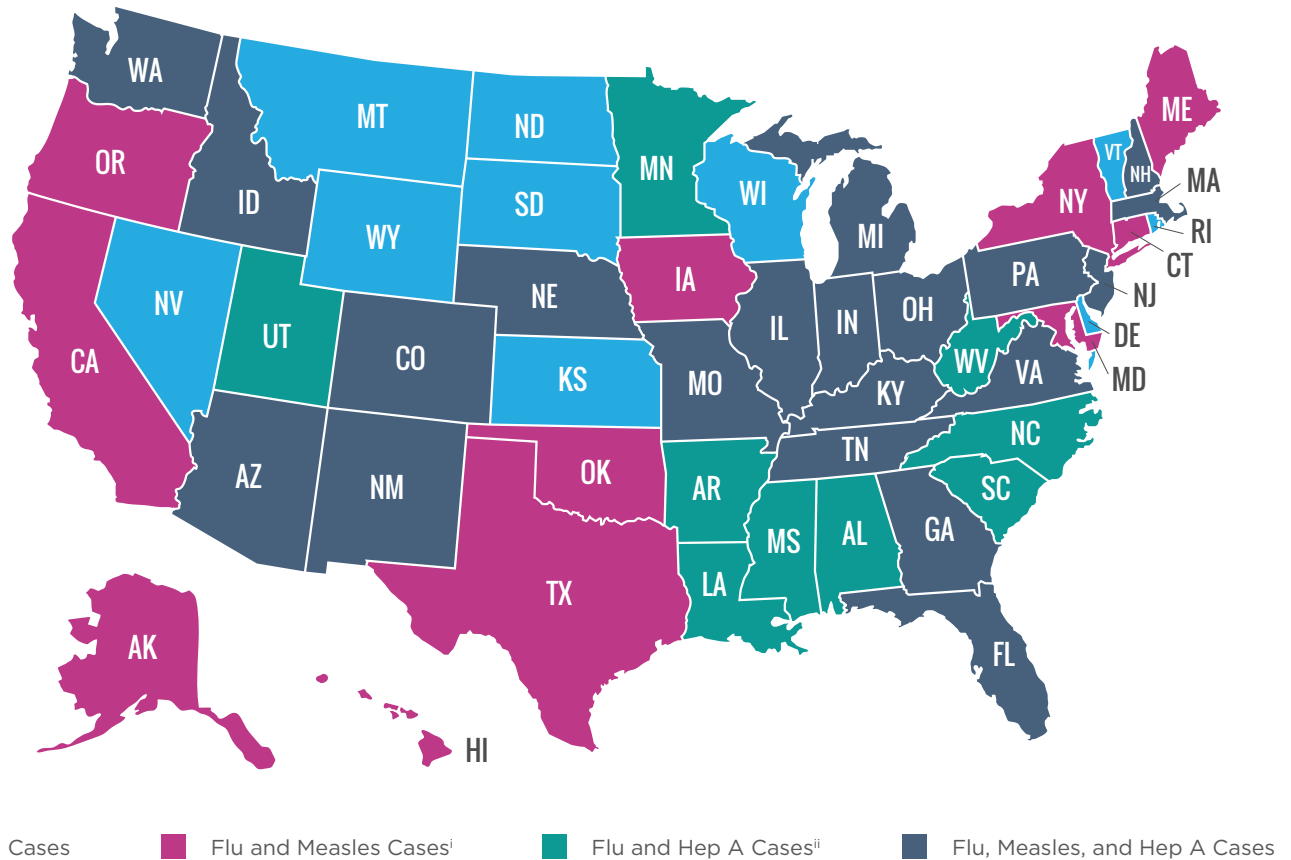 WA
MT
ND
MN
ME
OR
ID
SD
WI
VT
NH
MA
WY
MI
NY
RI
CT
NV
NE
IA
PA
NJ
UT
CO
IL
IN
OH
DE
CA
KS
MO
WV
VA
MD
KY
AZ
NM
OK
AR
TN
NC
SC
MS
AL
GA
TX
LA
AK
FL
HI
Cases Flu and Measles Casesⁱ Flu and Hep A Casesⁱⁱ Flu, Measles, and Hep A Cases